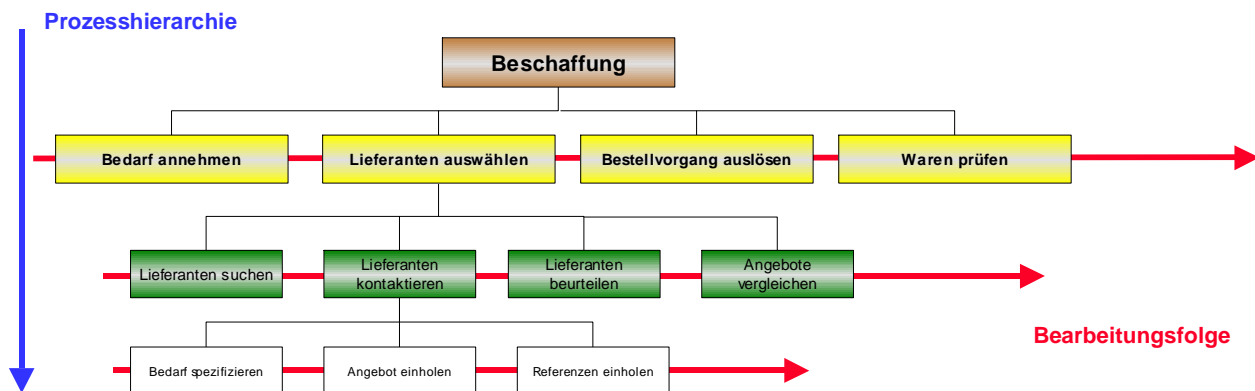 Prozesshierarchie
Beschaffung
Bedarf annehmen
Lieferanten auswählen
Bestellvorgang auslösen
Waren prüfen
Lieferanten suchen
Lieferanten
kontaktieren
Lieferanten
beurteilen
Angebote
vergleichen
Bearbeitungsfolge
Bedarf spezifizieren
Angebot einholen
Referenzen einholen